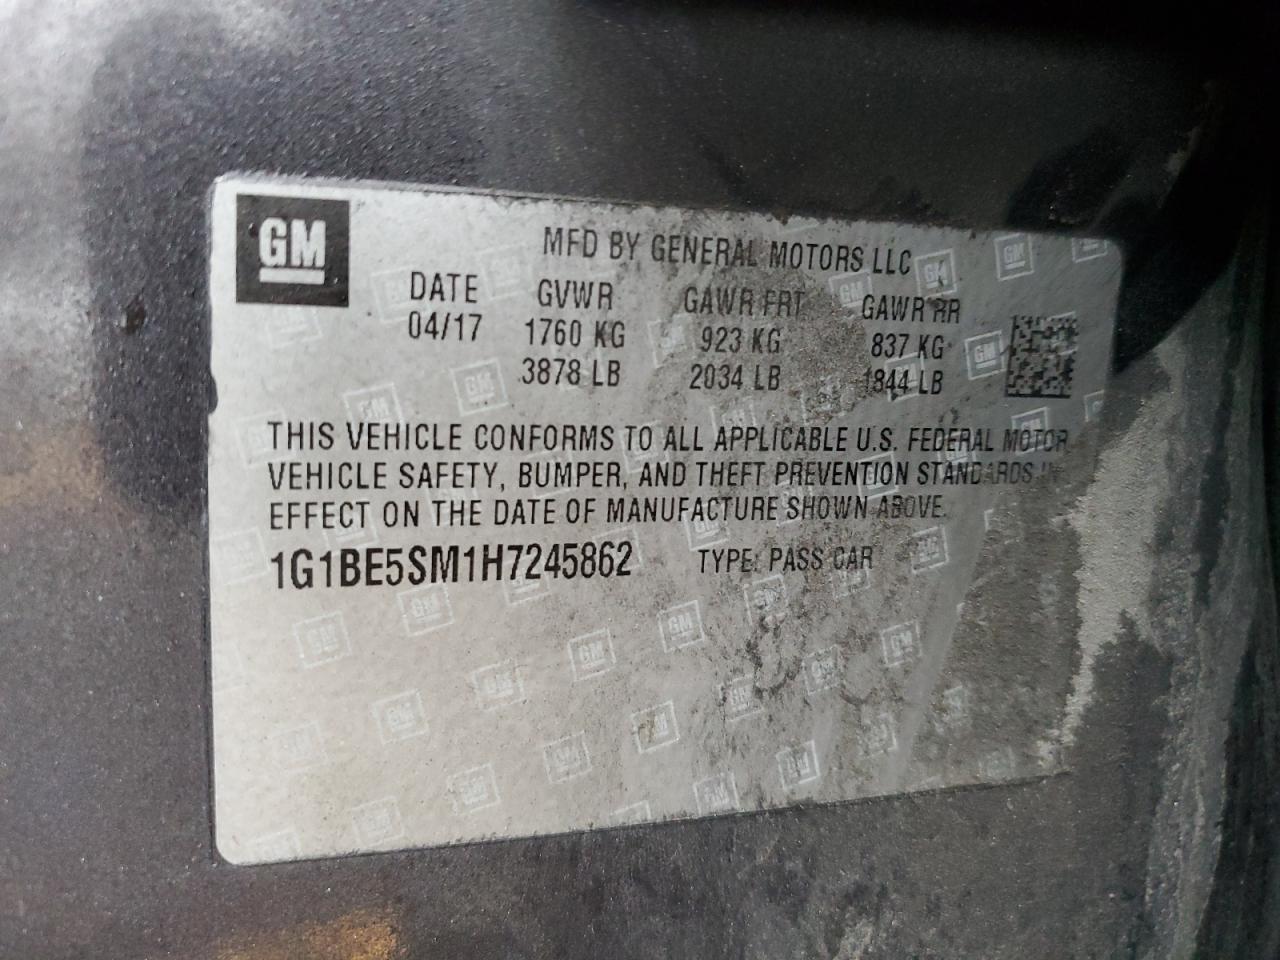 GM
MFD BY GENERAL MOTORS LLC
DATE GVWR GAWR FRT GAWR RR
04/17 1760 KG 923 KG 837 KG
3878 LB 2034 LB 1844 LB
THIS VEHICLE CONFORMS TO ALL APPLICABLE U.S. FEDERAL MOTOR
VEHICLE SAFETY, BUMPER, AND THEFT PREVENTION STANDARDS IN
EFFECT ON THE DATE OF MANUFACTURE SHOWN ABOVE.
1G1BE5SM1H7245862 TYPE: PASS CAR